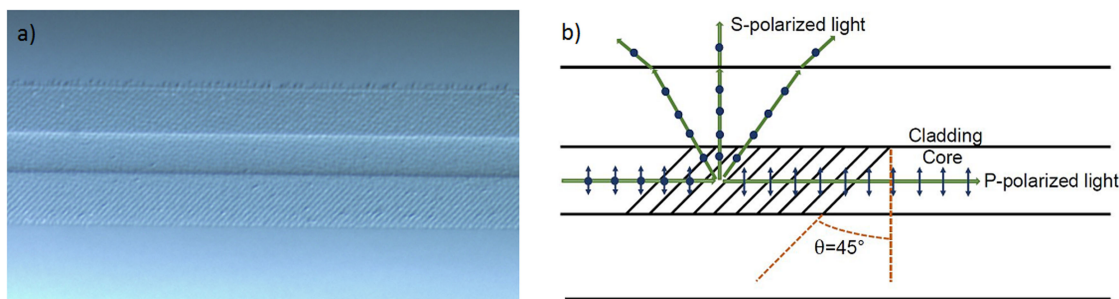 a)
b)
S-polarized light
Cladding
Core
P-polarized light
θ=45°